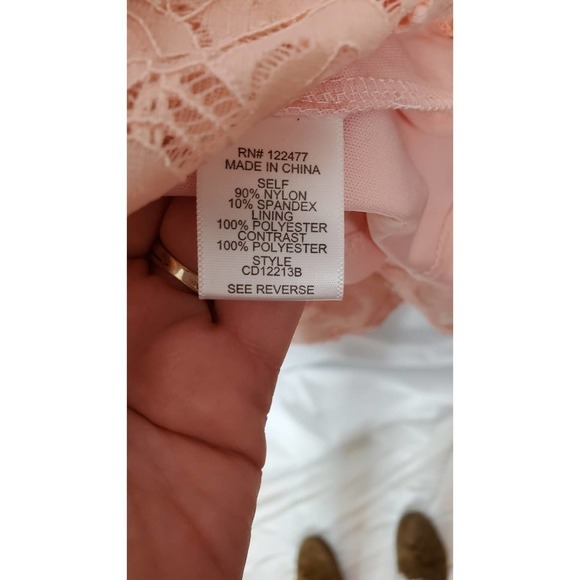 RN# 122477
MADE IN CHINA
SELF
90% NYLON
10% SPANDEX
LINING
100% POLYESTER
CONTRAST
100% POLYESTER
STYLE
CD12213B
SEE REVERSE